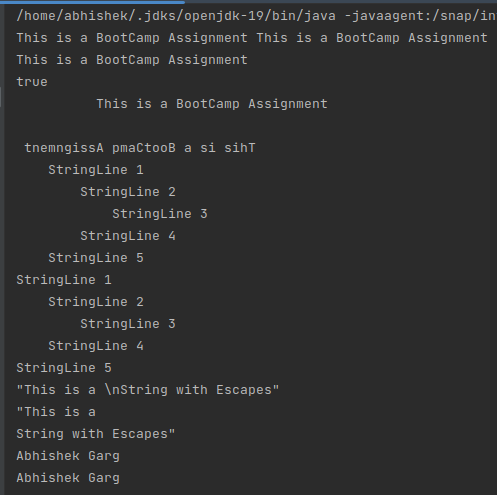 /home/abhishek/.jdks/openjdk-19/bin/java -javaagent:/snap/in
This is a BootCamp Assignment This is a BootCamp Assignment
This is a BootCamp Assignment
true
          This is a BootCamp Assignment

 tnemngissA pmaCtooB a si sihT
    StringLine 1
        StringLine 2
            StringLine 3
        StringLine 4
    StringLine 5
StringLine 1
    StringLine 2
        StringLine 3
    StringLine 4
StringLine 5
"This is a \nString with Escapes"
"This is a
String with Escapes"
Abhishek Garg
Abhishek Garg